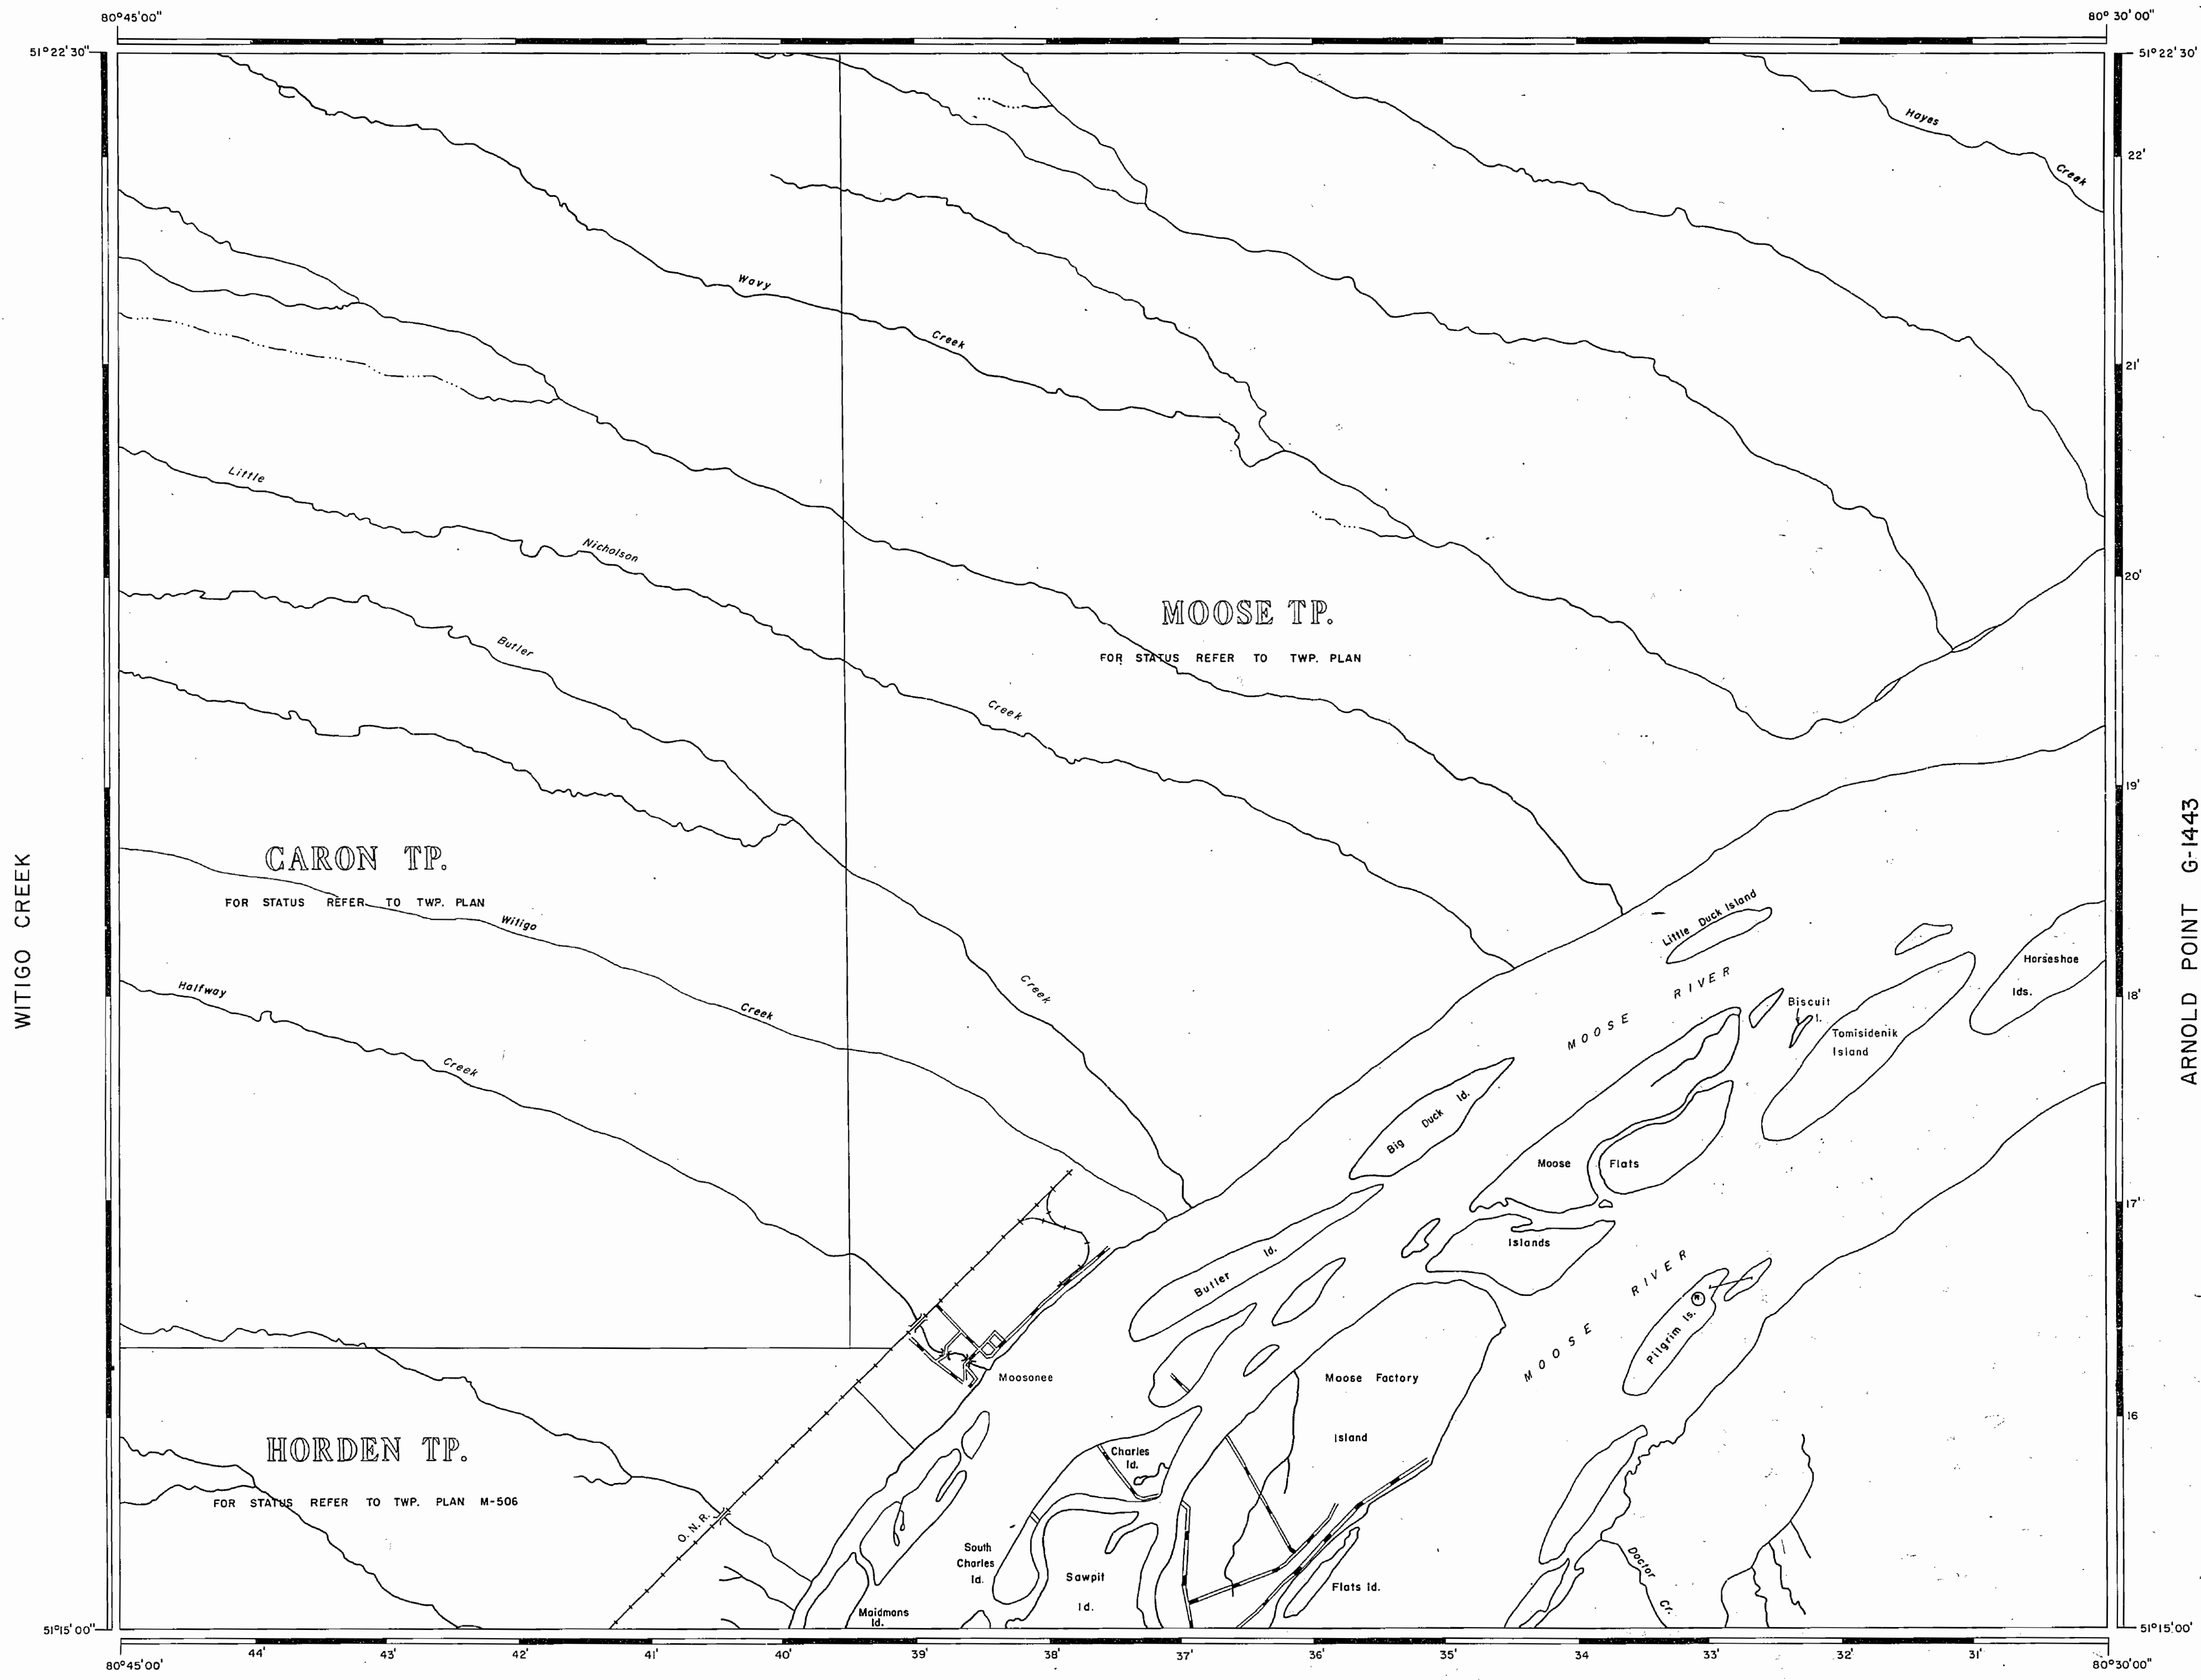 80°45'00"
80° 30' 00"
51°22'30"
51°22'30'
Hayes
Creek
22'
Wavy
Creek
21'
Little
Nicholson
Creek
20'
MOOSE TP.
FOR STATUS REFER TO TWP. PLAN
Butler
Creek
19'
WITIGO CREEK
ARNOLD POINT G-1443
CARON TP.
FOR STATUS REFER TO TWP. PLAN
Witigo
Creek
Halfway
Creek
Little Duck Island
MOOSE RIVER
Horseshoe
Ids.
18'
Biscuit
I.
Tomisidenik
Island
Big Duck Id.
Moose Flats
Islands
17'
Butler Id.
MOOSE RIVER
Pilgrim Is.
Moosonee
Moose Factory
Island
16
HORDEN TP.
FOR STATUS REFER TO TWP. PLAN M-506
O. N. R.
Charles
Id.
South
Charles
Id.
Sawpit
Id.
Flats Id.
Doctor
Cr.
Maidmans
Id.
51°15'00"
51°15'00"
44'
43'
42'
41'
40'
39'
38'
37'
36'
35'
34
33'
32'
31'
80°45'00'
80°30'00"